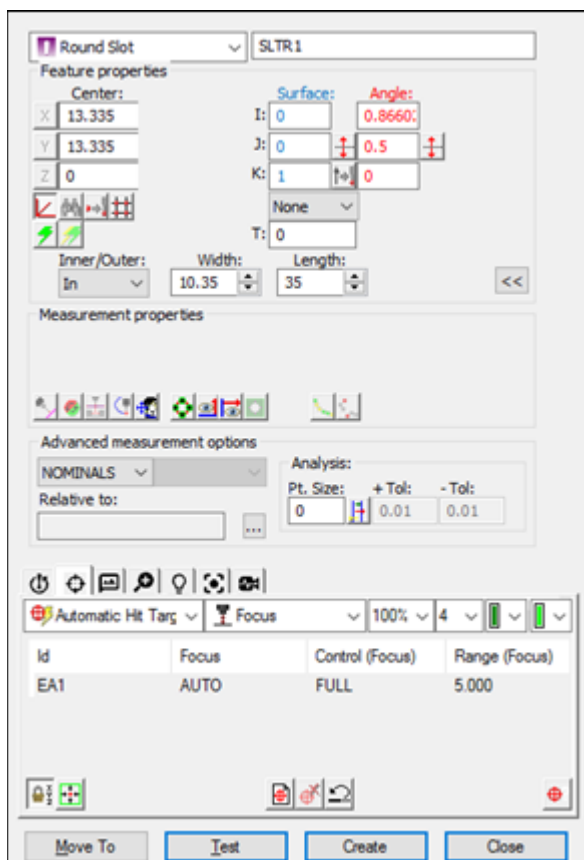 Round Slot SLTR1
Feature properties
Center: Surface: Angle:
X 13.335 I: 0 0.8660
Y 13.335 J: 0 0.5
Z 0 K: 1 0
None
T: 0
Inner/Outer: Width: Length:
In 10.35 35 <<
Measurement properties
Advanced measurement options
NOMINALS Analysis:
Pt. Size: + Tol: - Tol:
Relative to: 0 0.01 0.01
...
Automatic Hit Targ Focus 100% 4
Id Focus Control (Focus) Range (Focus)
EA1 AUTO FULL 5.000
Move To Test Create Close